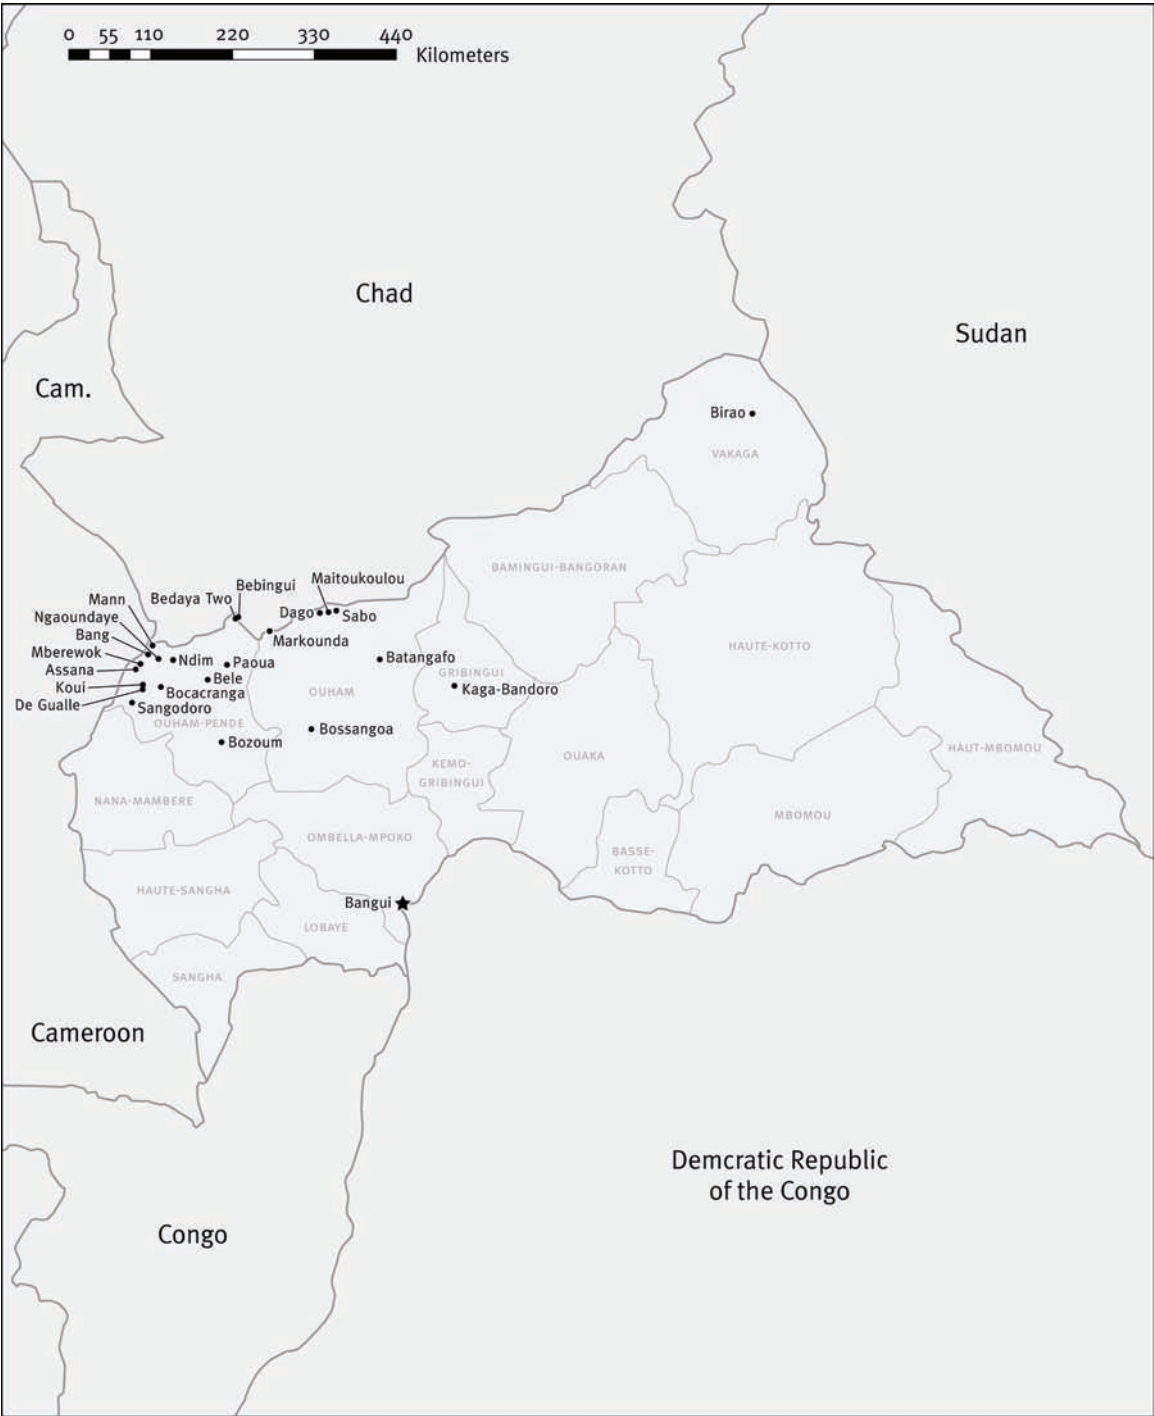 0 55 110 220 330 440
Kilometers
Chad
Sudan
Cam.
Birao
VAKAGA
BAMINGUI-BANGORAN
Maitoukoulou
Bebingui
Bedaya Two
Mann
Dago
Sabo
Ngaoundaye
Bang
Markounda
Mberewok
Ndim
Paoua
Batangafo
HAUTE-KOTTO
Assana
GRIBINGUI
Bele
Koui
Bocacranga
OUHAM
Kaga-Bandoro
De Gualle
Sangodoro
OUHAM-PENDE
Bossangoa
Bozoum
HAUT-MBOMOU
OUAKA
KEMO-
GRIBINGUI
NANA-MAMBERE
MBOMOU
OMBELLA-MPOKO
BASSE-
KOTTO
HAUTE-SANGHA
Bangui
LOBAYE
SANGHA
Cameroon
Demcratic Republic
of the Congo
Congo